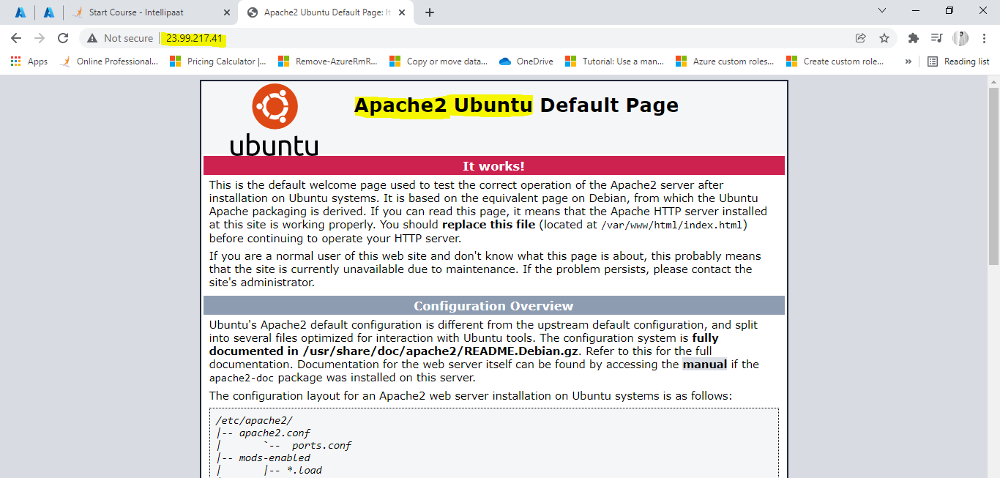 Start Course - Intellipaat
Apache2 Ubuntu Default Page: It
Not secure | 23.99.217.41
Apps
Online Professional...
Pricing Calculator |...
Remove-AzureRmR...
Copy or move data...
OneDrive
Tutorial: Use a man...
Azure custom roles...
Create custom role...
»
Reading list
ubuntu
Apache2 Ubuntu Default Page
It works!
This is the default welcome page used to test the correct operation of the Apache2 server after
installation on Ubuntu systems. It is based on the equivalent page on Debian, from which the Ubuntu
Apache packaging is derived. If you can read this page, it means that the Apache HTTP server installed
at this site is working properly. You should replace this file (located at /var/www/html/index.html)
before continuing to operate your HTTP server.
If you are a normal user of this web site and don't know what this page is about, this probably means
that the site is currently unavailable due to maintenance. If the problem persists, please contact the
site's administrator.
Configuration Overview
Ubuntu's Apache2 default configuration is different from the upstream default configuration, and split
into several files optimized for interaction with Ubuntu tools. The configuration system is fully
documented in /usr/share/doc/apache2/README.Debian.gz. Refer to this for the full
documentation. Documentation for the web server itself can be found by accessing the manual if the
apache2-doc package was installed on this server.
The configuration layout for an Apache2 web server installation on Ubuntu systems is as follows:
/etc/apache2/
|-- apache2.conf
|       `--  ports.conf
|-- mods-enabled
|       |-- *.load